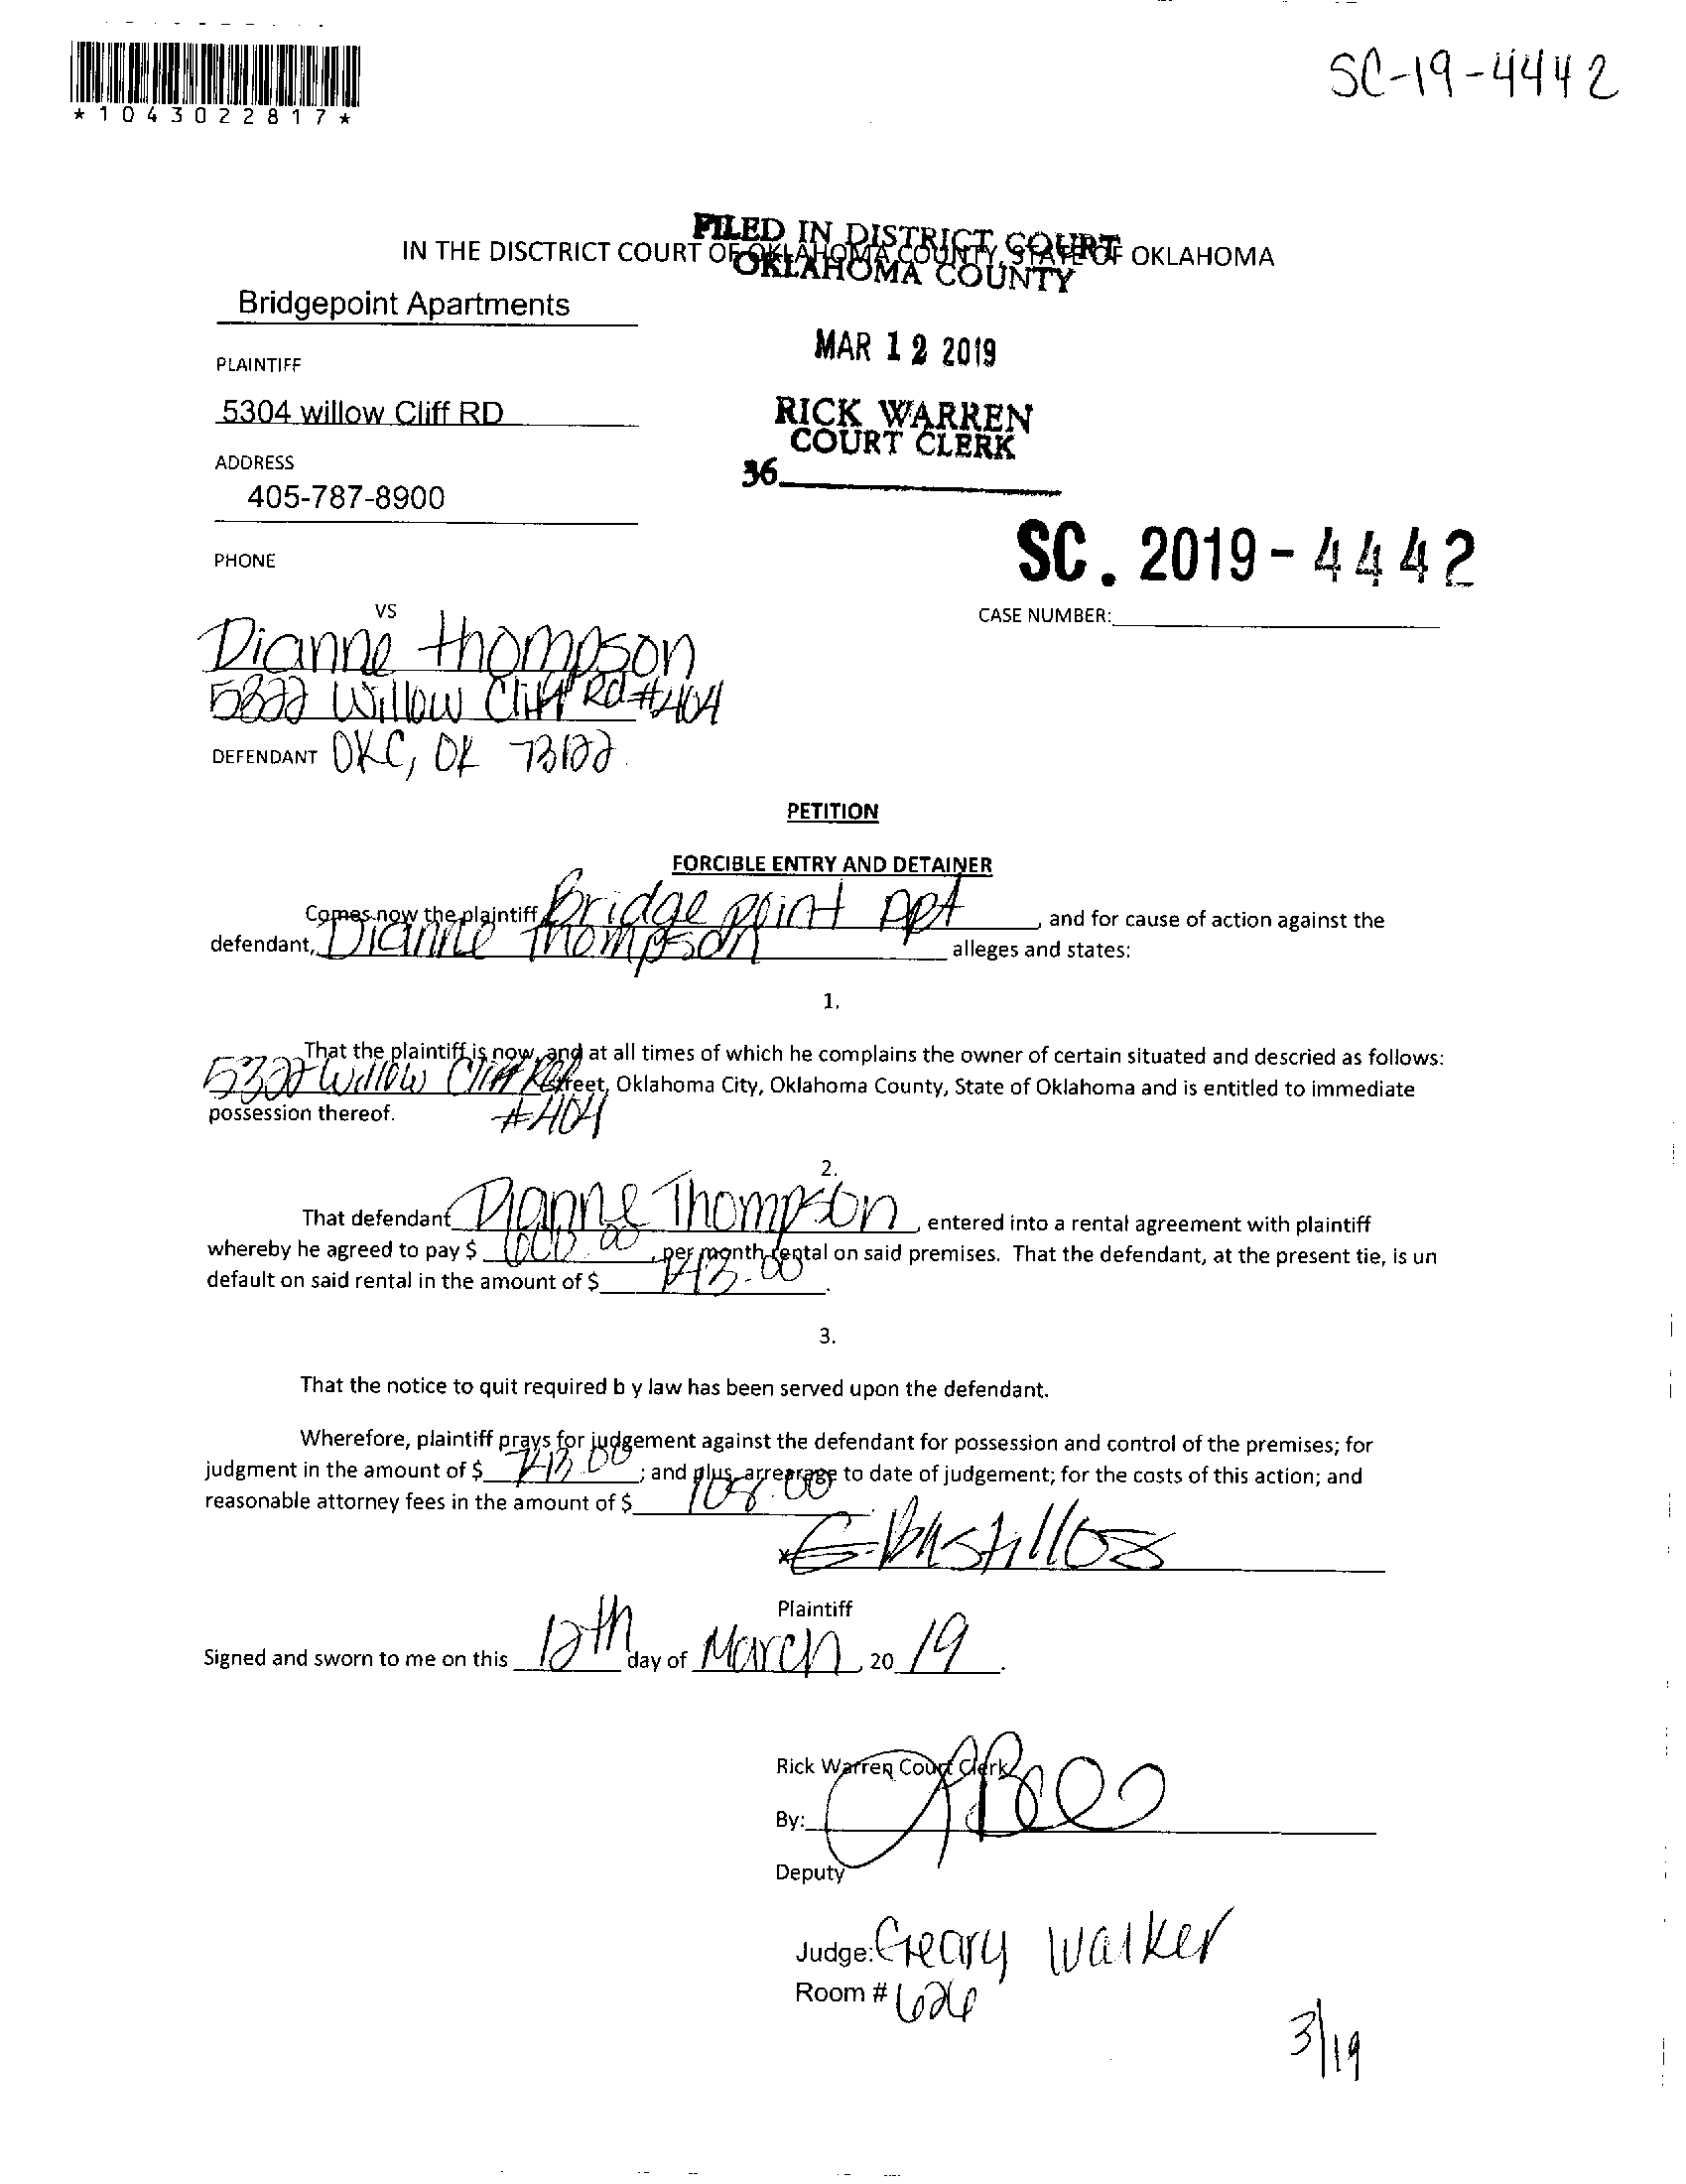 SC-19-4442
*1043022817*
FILED IN DISTRICT COURT
OKLAHOMA COUNTY
IN THE DISCTRICT COURT OF OKLAHOMA COUNTY, STATE OF OKLAHOMA
Bridgepoint Apartments
PLAINTIFF
MAR 12 2019
5304 willow Cliff RD
RICK WARREN
COURT CLERK
ADDRESS
36
405-787-8900
PHONE
SC. 2019-4442
VS
CASE NUMBER:
Dianne thompson
5322 Willow Cliff Rd #404
DEFENDANT OKC, OK 73122
PETITION
FORCIBLE ENTRY AND DETAINER
Comes now the plaintiff Bridge point Apt, and for cause of action against the
defendant, Dianne Thompson alleges and states:
1.
That the plaintiff is now, and at all times of which he complains the owner of certain situated and descried as follows:
5322 Willow Cliff Rd Street, Oklahoma City, Oklahoma County, State of Oklahoma and is entitled to immediate
possession thereof. #404
2.
That defendant Dianne Thompson, entered into a rental agreement with plaintiff
whereby he agreed to pay $ .00, per month rental on said premises. That the defendant, at the present tie, is un
default on said rental in the amount of $ .
3.
That the notice to quit required b y law has been served upon the defendant.
Wherefore, plaintiff prays for judgement against the defendant for possession and control of the premises; for
judgment in the amount of $ ; and plus arrearage to date of judgement; for the costs of this action; and
reasonable attorney fees in the amount of $ 108.00
x E. Bustillos
Plaintiff
Signed and sworn to me on this 12th day of March 20 19.
Rick Warren Court Clerk
By:
Deputy
Judge: Geary Walker
Room # 626
3/19